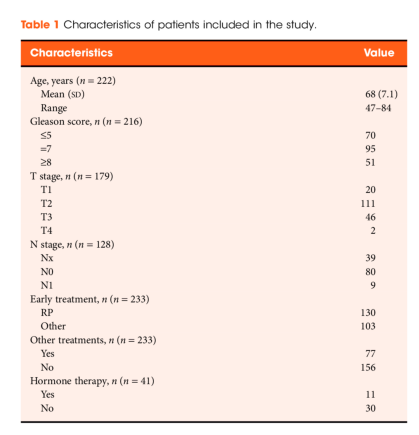 Table 1 Characteristics of patients included in the study.
Characteristics Value
Age, years (n = 222)
Mean (SD) 68 (7.1)
Range 47–84
Gleason score, n (n = 216)
≤5 70
=7 95
≥8 51
T stage, n (n = 179)
T1 20
T2 111
T3 46
T4 2
N stage, n (n = 128)
Nx 39
N0 80
N1 9
Early treatment, n (n = 233)
RP 130
Other 103
Other treatments, n (n = 233)
Yes 77
No 156
Hormone therapy, n (n = 41)
Yes 11
No 30